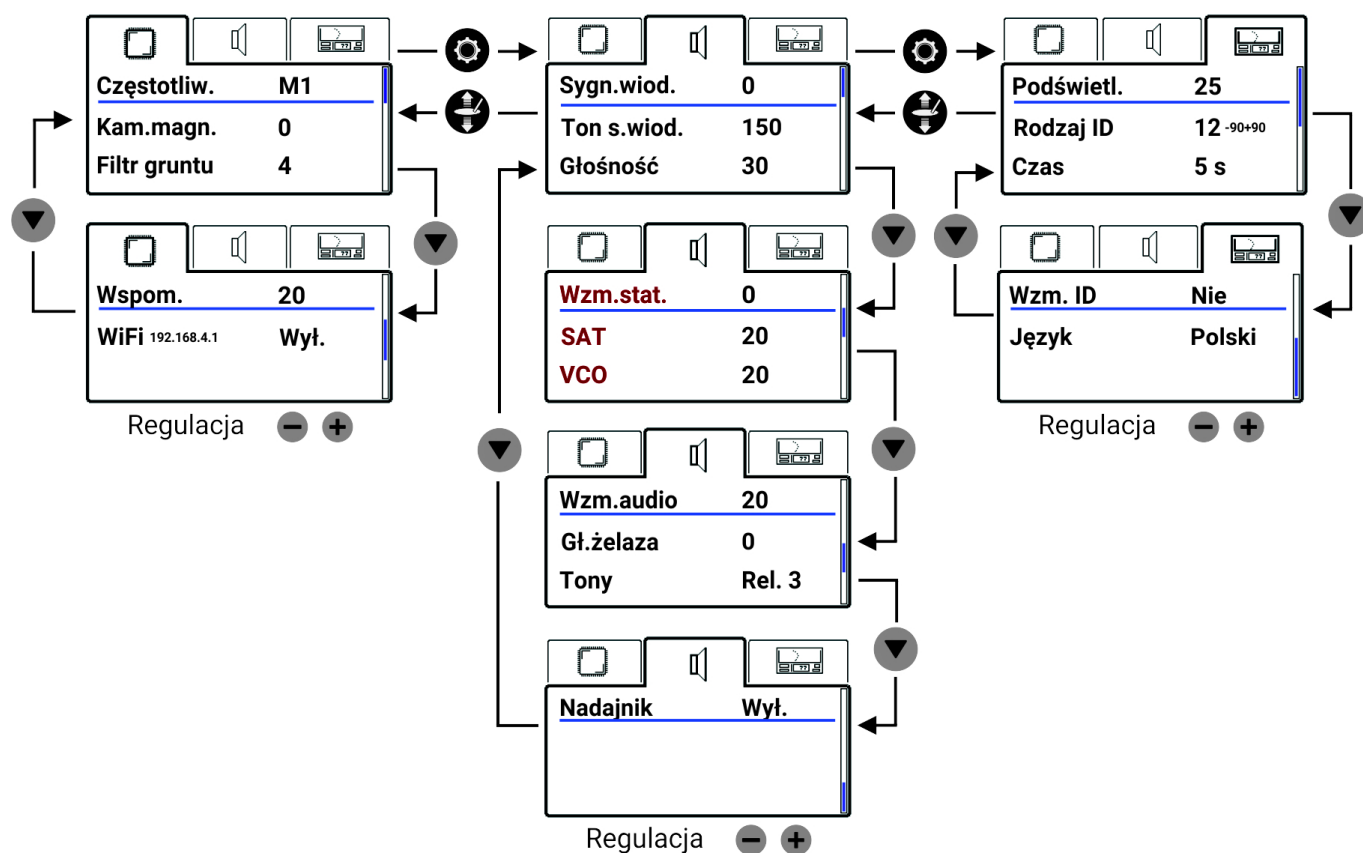 Częstotliw. M1
Kam.magn. 0
Filtr gruntu 4
Wspom. 20
WiFi 192.168.4.1 Wył.
Regulacja
Sygn.wiod. 0
Ton s.wiod. 150
Głośność 30
Wzm.stat. 0
SAT 20
VCO 20
Wzm.audio 20
Gł.żelaza 0
Tony Rel. 3
Nadajnik Wył.
Regulacja
Podświetl. 25
Rodzaj ID 12 -90+90
Czas 5 s
Wzm. ID Nie
Język Polski
Regulacja